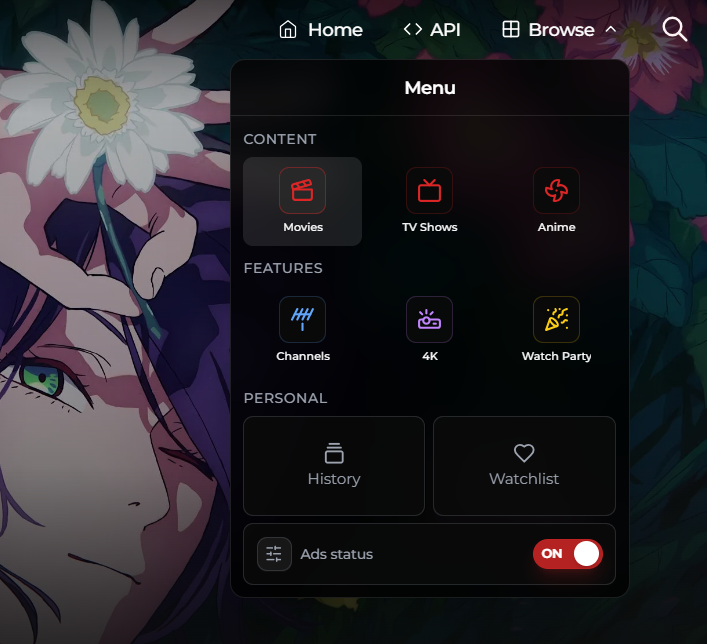 Home API Browse
Menu
CONTENT
Movies TV Shows Anime
FEATURES
Channels 4K Watch Party
PERSONAL
History Watchlist
Ads status ON